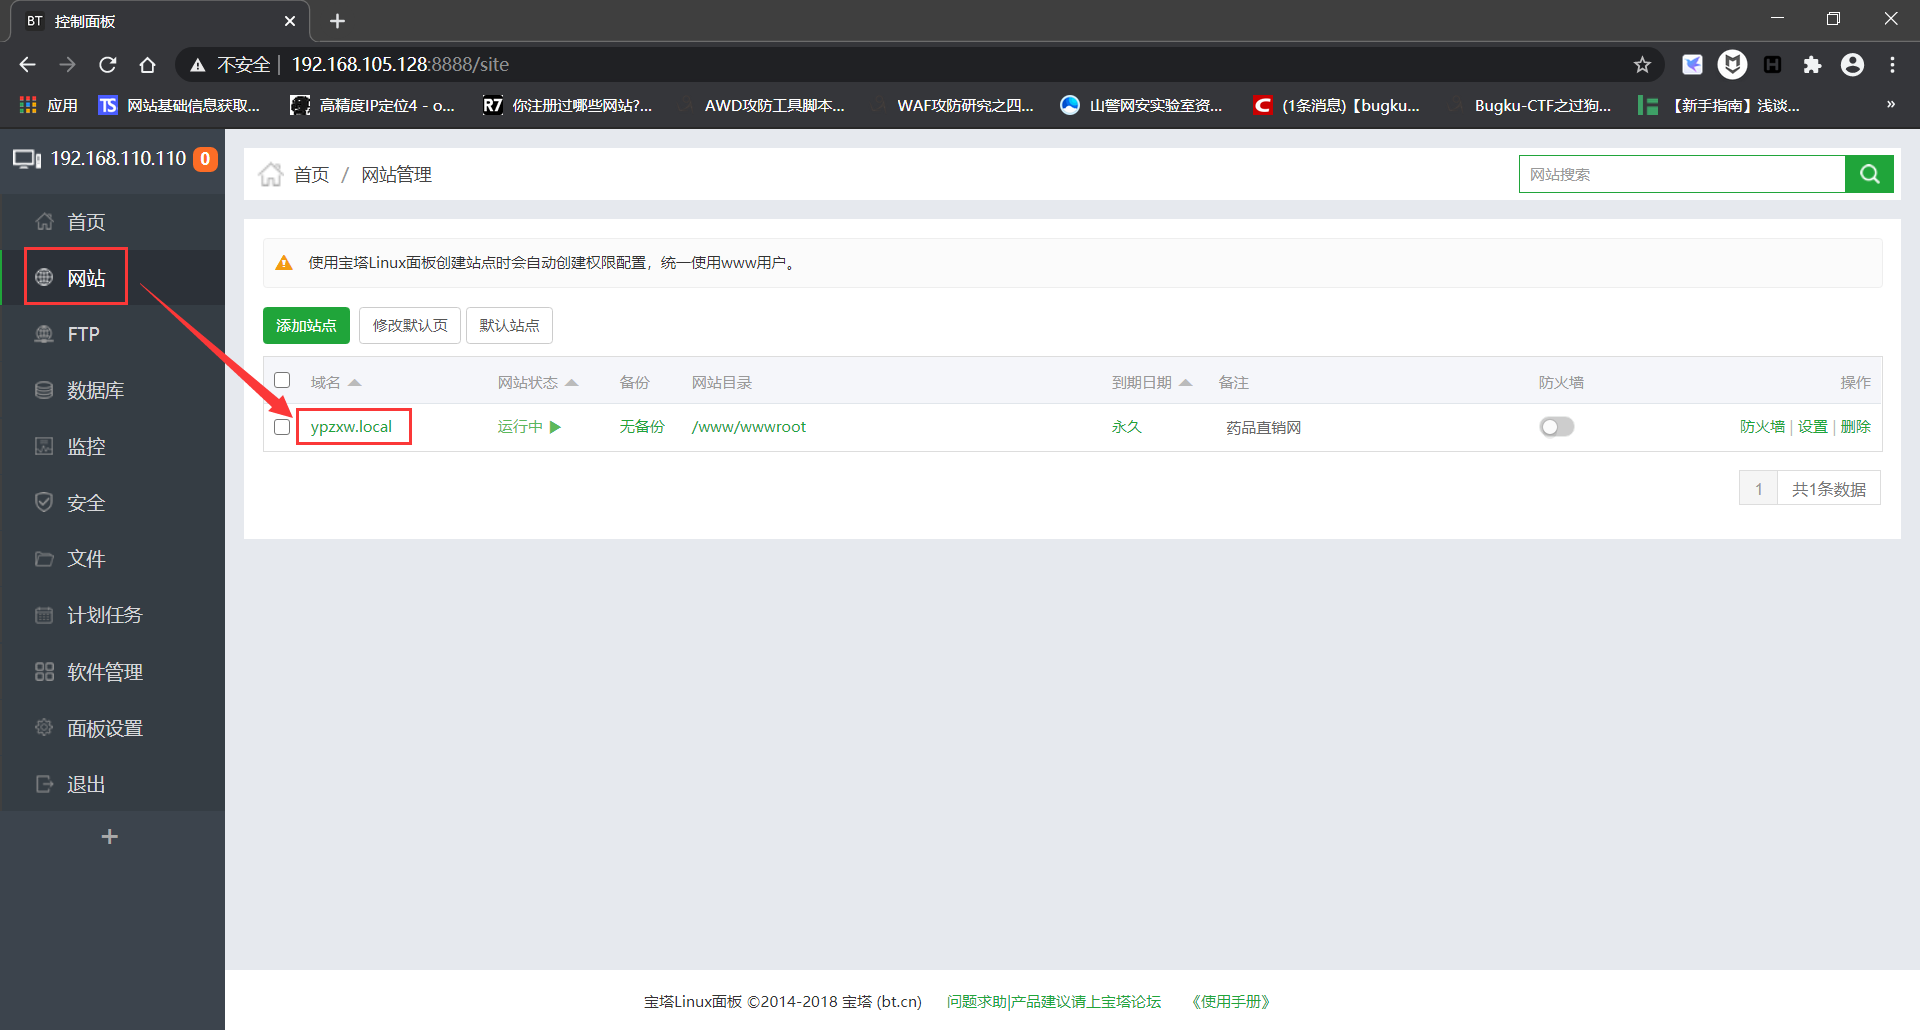 BT 控制面板
不安全 | 192.168.105.128:8888/site
应用 TS 网站基础信息获取... 高精度IP定位4 - o... R7 你注册过哪些网站?... AWD攻防工具脚本... WAF攻防研究之四... 山警网安实验室资... C (1条消息)【bugku... Bugku-CTF之过狗... 【新手指南】浅谈... »
192.168.110.110 0
首页
网站
FTP
数据库
监控
安全
文件
计划任务
软件管理
面板设置
退出
首页 / 网站管理
网站搜索
使用宝塔Linux面板创建站点时会自动创建权限配置，统一使用www用户。
添加站点 修改默认页 默认站点
域名 网站状态 备份 网站目录 到期日期 备注 防火墙 操作
ypzxw.local 运行中 无备份 /www/wwwroot 永久 药品直销网 防火墙 | 设置 | 删除
1 共1条数据
宝塔Linux面板 ©2014-2018 宝塔 (bt.cn) 问题求助|产品建议请上宝塔论坛 《使用手册》